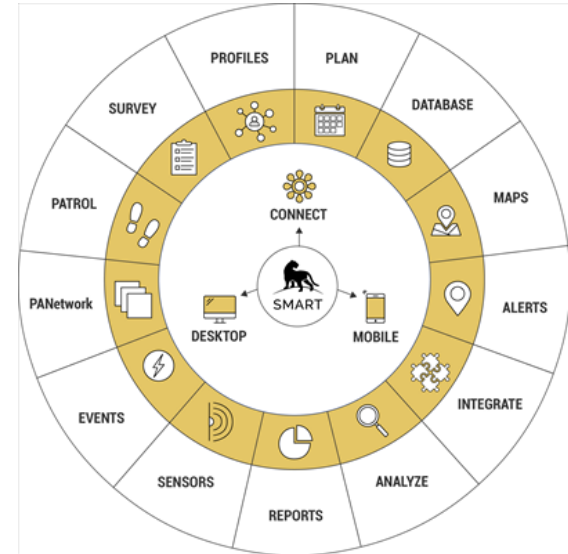 PROFILES
PLAN
DATABASE
MAPS
ALERTS
INTEGRATE
ANALYZE
REPORTS
SENSORS
EVENTS
PANetwork
PATROL
SURVEY
CONNECT
SMART
DESKTOP
MOBILE